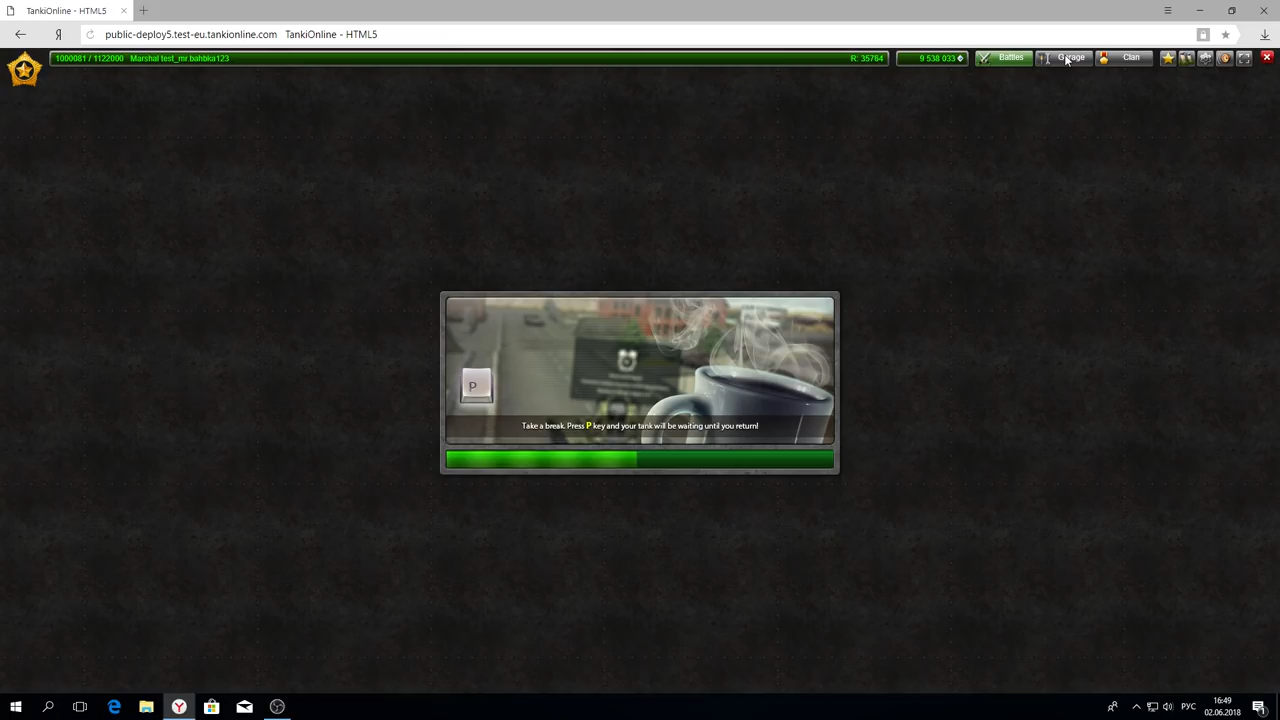 TankiOnline - HTML5
public-deploy5.test-eu.tankionline.com TankiOnline - HTML5
1000081 / 1122000 Marshal test_mr.bahbka123
R: 35764
9 538 033
Battles
Garage
Clan
P
Take a break. Press P key and your tank will be waiting until you return!
РУС
16:49
02.06.2018